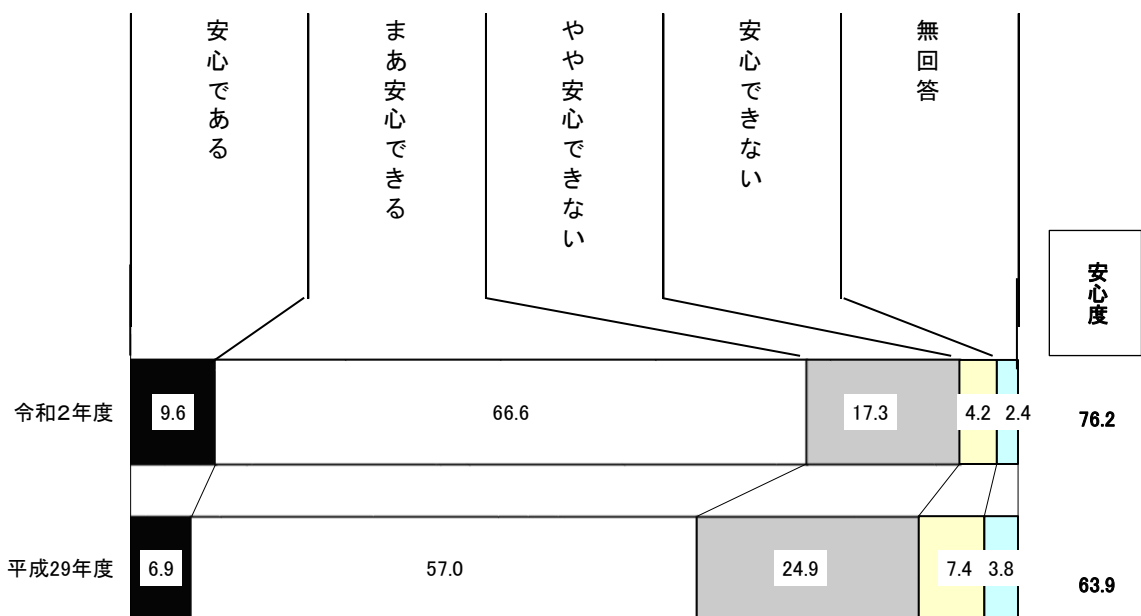 安心である
まあ安心できる
やや安心できない
安心できない
無回答
安心度
令和2年度
9.6
66.6
17.3
4.2
2.4
76.2
平成29年度
6.9
57.0
24.9
7.4
3.8
63.9